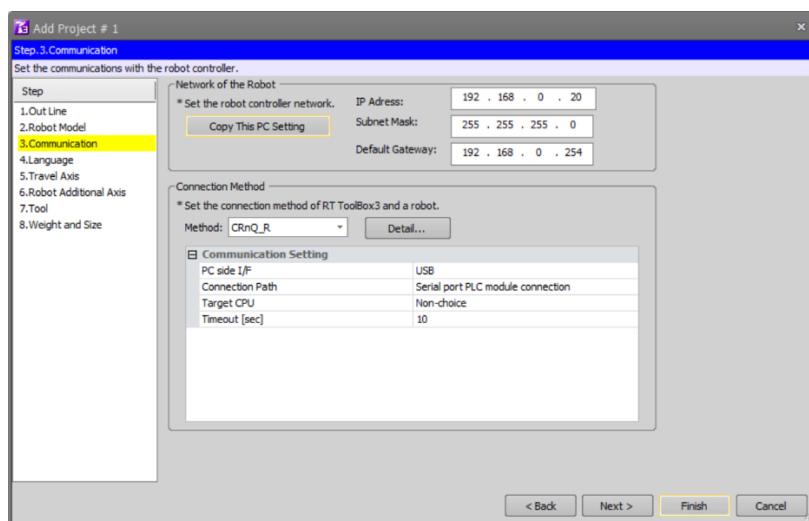 Add Project # 1
Step.3.Communication
Set the communications with the robot controller.
Step
1.Out Line
2.Robot Model
3.Communication
4.Language
5.Travel Axis
6.Robot Additional Axis
7.Tool
8.Weight and Size
Network of the Robot
* Set the robot controller network.
Copy This PC Setting
IP Adress: 192 . 168 . 0 . 20
Subnet Mask: 255 . 255 . 255 . 0
Default Gateway: 192 . 168 . 0 . 254
Connection Method
* Set the connection method of RT ToolBox3 and a robot.
Method: CRnQ_R Detail...
Communication Setting
PC side I/F USB
Connection Path Serial port PLC module connection
Target CPU Non-choice
Timeout [sec] 10
< Back Next > Finish Cancel